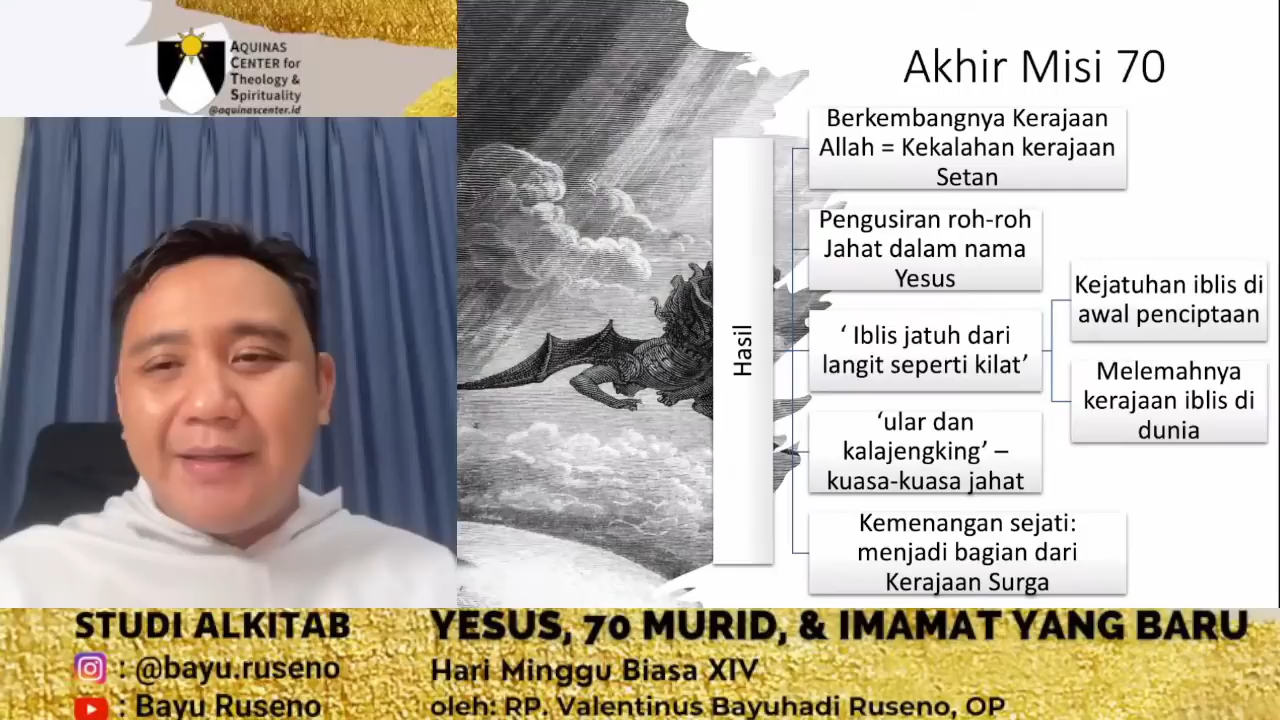 AQUINAS
CENTER for
Theology &
Spirituality
@aquinascenter.id
Akhir Misi 70
Hasil
Berkembangnya Kerajaan
Allah = Kekalahan kerajaan
Setan
Pengusiran roh-roh
Jahat dalam nama
Yesus
‘ Iblis jatuh dari
langit seperti kilat’
Kejatuhan iblis di
awal penciptaan
Melemahnya
kerajaan iblis di
dunia
‘ular dan
kalajengking’ –
kuasa-kuasa jahat
Kemenangan sejati:
menjadi bagian dari
Kerajaan Surga
STUDI ALKITAB
: @bayu.ruseno
: Bayu Ruseno
YESUS, 70 MURID, & IMAMAT YANG BARU
Hari Minggu Biasa XIV
oleh: RP. Valentinus Bayuhadi Ruseno, OP